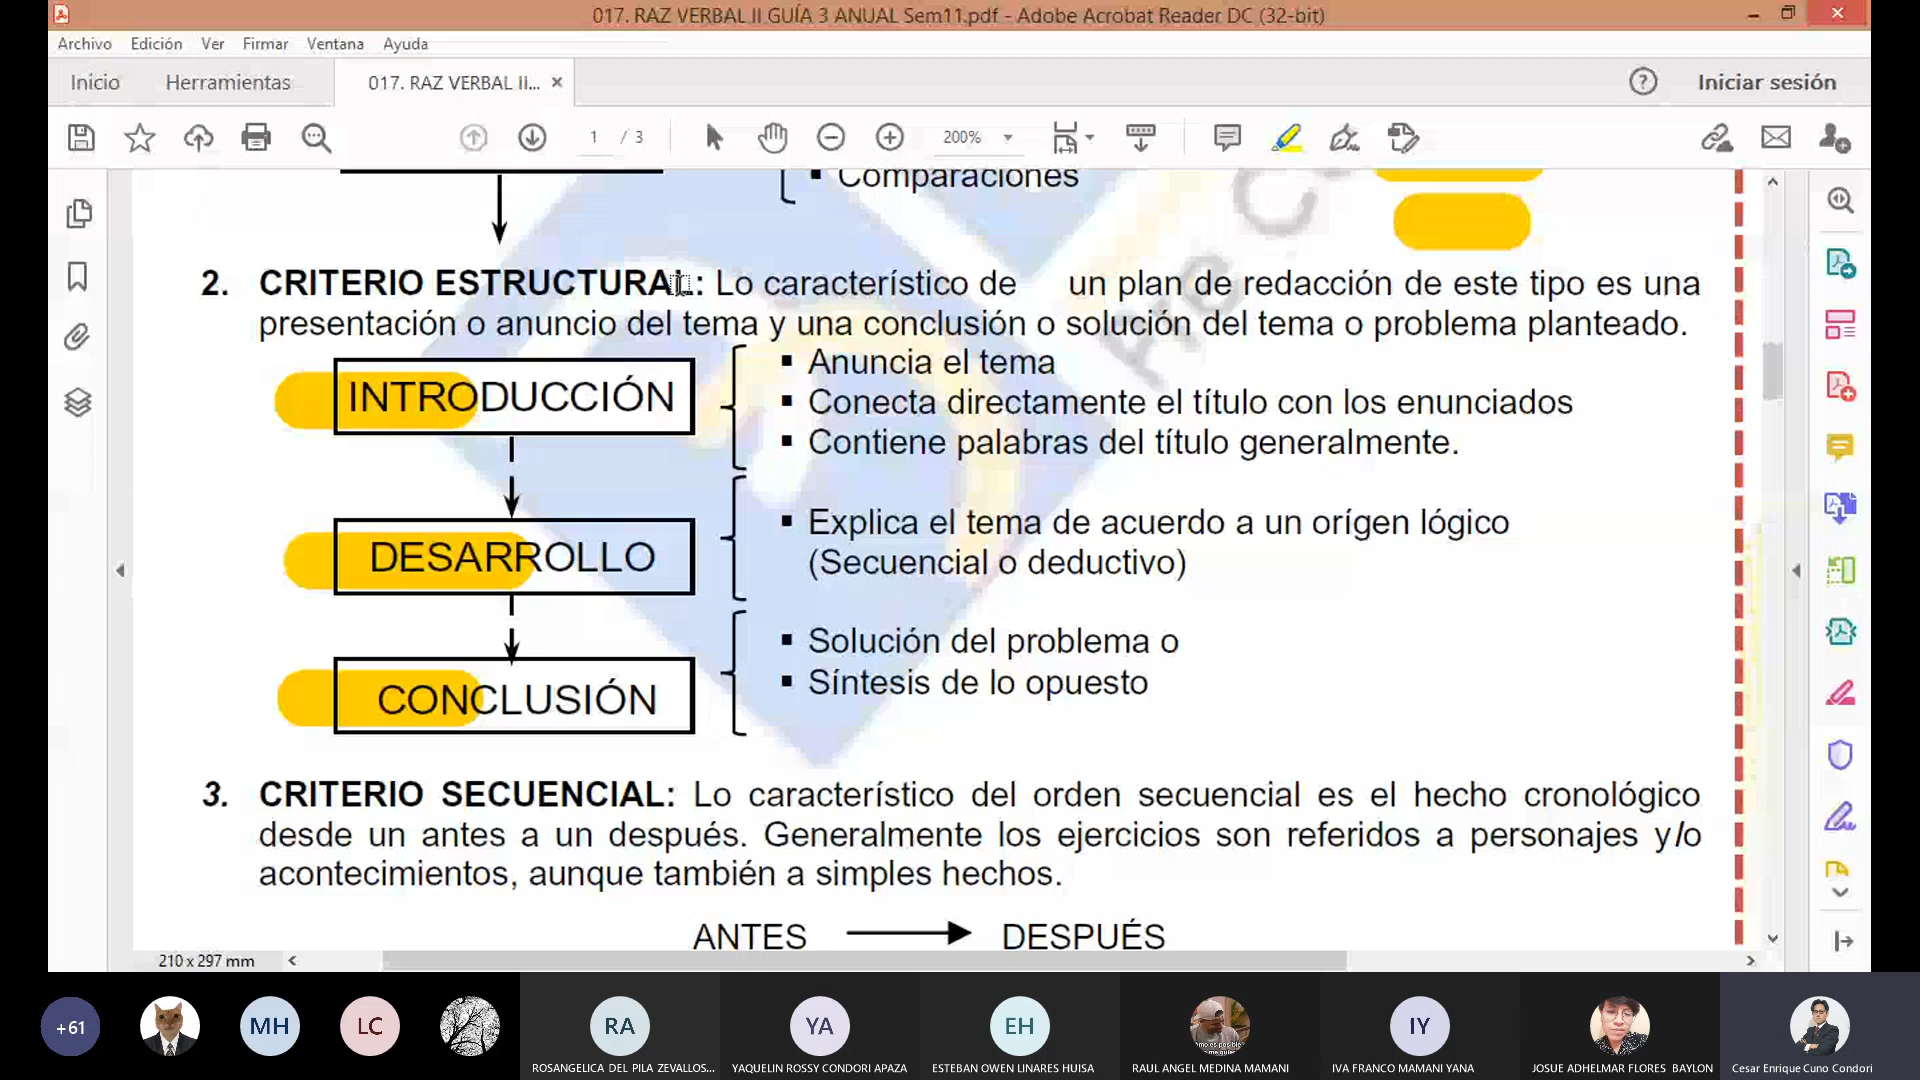 017. RAZ VERBAL II GUÍA 3 ANUAL Sem11.pdf - Adobe Acrobat Reader DC (32-bit)
Archivo Edición Ver Firmar Ventana Ayuda
Inicio Herramientas 017. RAZ VERBAL II... × Iniciar sesión
1 / 3 200%
▪ Comparaciones
2. CRITERIO ESTRUCTURAL: Lo característico de un plan de redacción de este tipo es una
presentación o anuncio del tema y una conclusión o solución del tema o problema planteado.
INTRODUCCIÓN
▪ Anuncia el tema
▪ Conecta directamente el título con los enunciados
▪ Contiene palabras del título generalmente.
DESARROLLO
▪ Explica el tema de acuerdo a un orígen lógico
(Secuencial o deductivo)
CONCLUSIÓN
▪ Solución del problema o
▪ Síntesis de lo opuesto
3. CRITERIO SECUENCIAL: Lo característico del orden secuencial es el hecho cronológico
desde un antes a un después. Generalmente los ejercicios son referidos a personajes y/o
acontecimientos, aunque también a simples hechos.
ANTES DESPUÉS
210 x 297 mm
+61 MH LC RA YA EH IY
ROSANGELICA DEL PILA ZEVALLOS... YAQUELIN ROSSY CONDORI APAZA ESTEBAN OWEN LINARES HUISA RAUL ANGEL MEDINA MAMANI IVA FRANCO MAMANI YANA JOSUE ADHELMAR FLORES BAYLON Cesar Enrique Cuno Condori